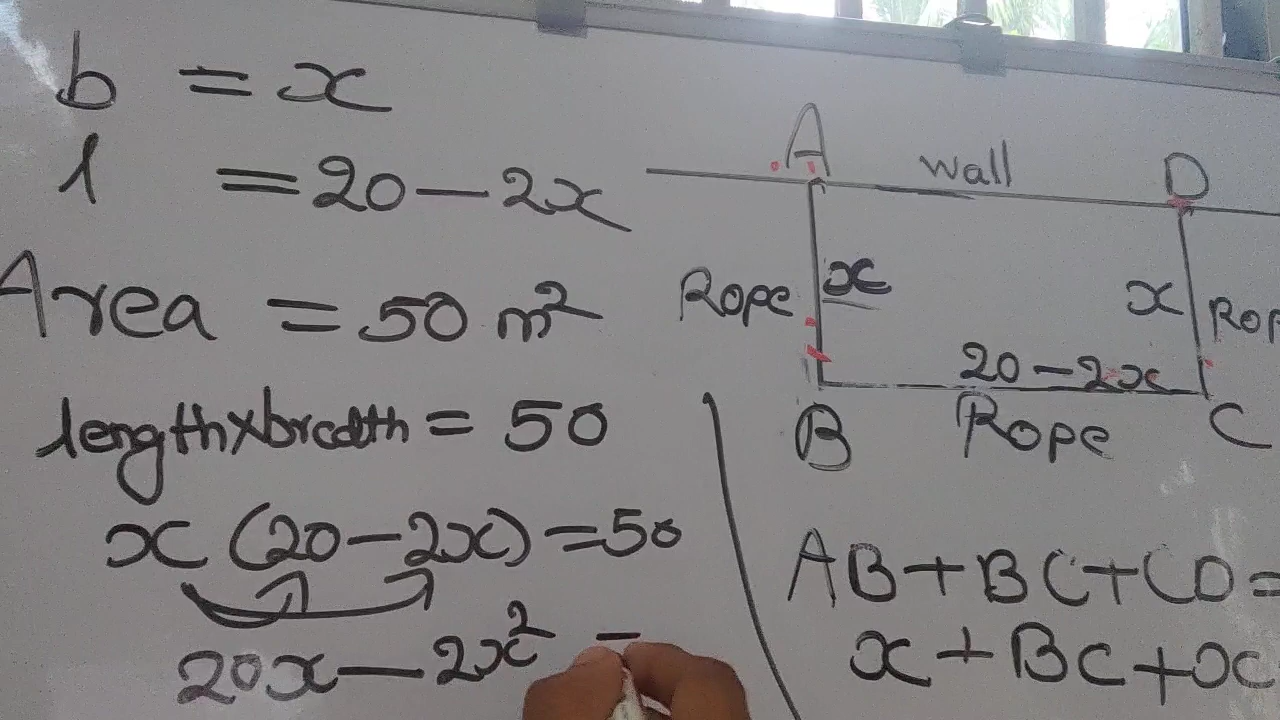 b = x
l = 20 - 2x
Area = 50 m²
length×breadth = 50
x (20 - 2x) = 50
20x - 2x² -
A wall D
Rope x x Rop
20 - 2x
B Rope C
AB + BC + CD =
x + BC + x